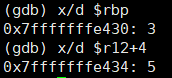 (gdb) x/d $rbp
0x7fffffffe430: 3
(gdb) x/d $r12+4
0x7fffffffe434: 5